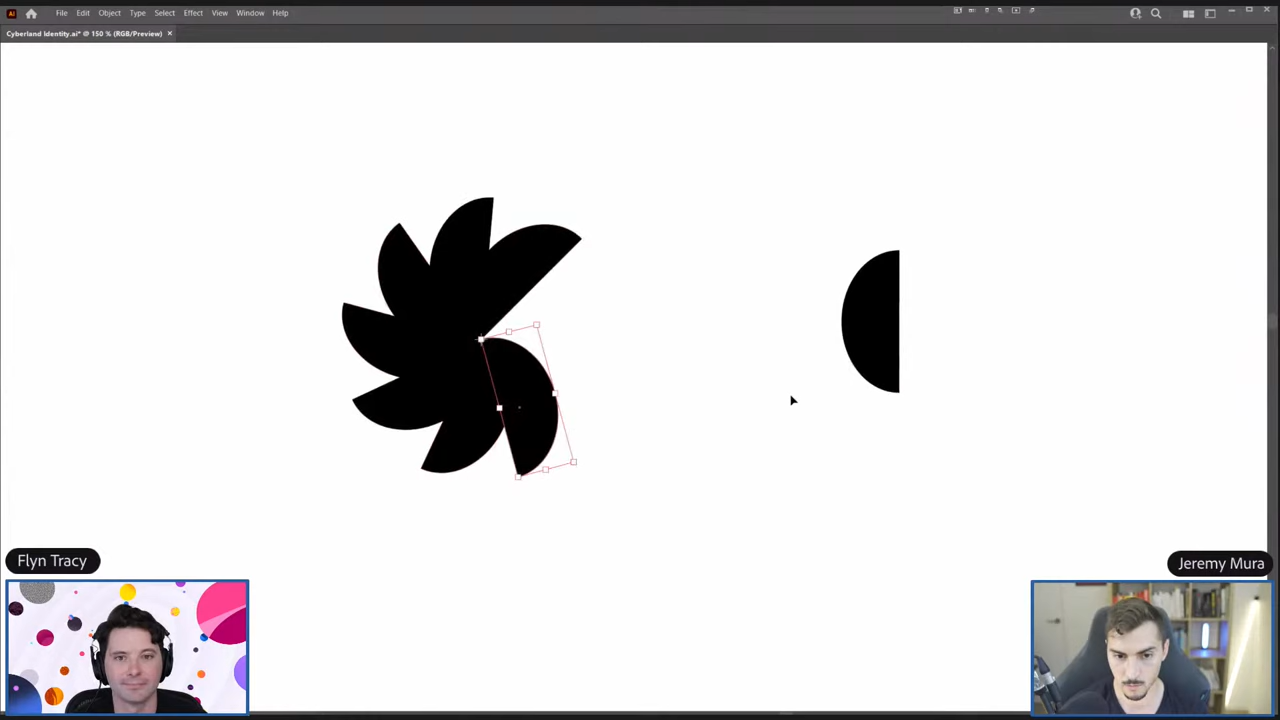 Ai File Edit Object Type Select Effect View Window Help
Cyberland Identity.ai* @ 150 % (RGB/Preview) ×
Flyn Tracy
Jeremy Mura